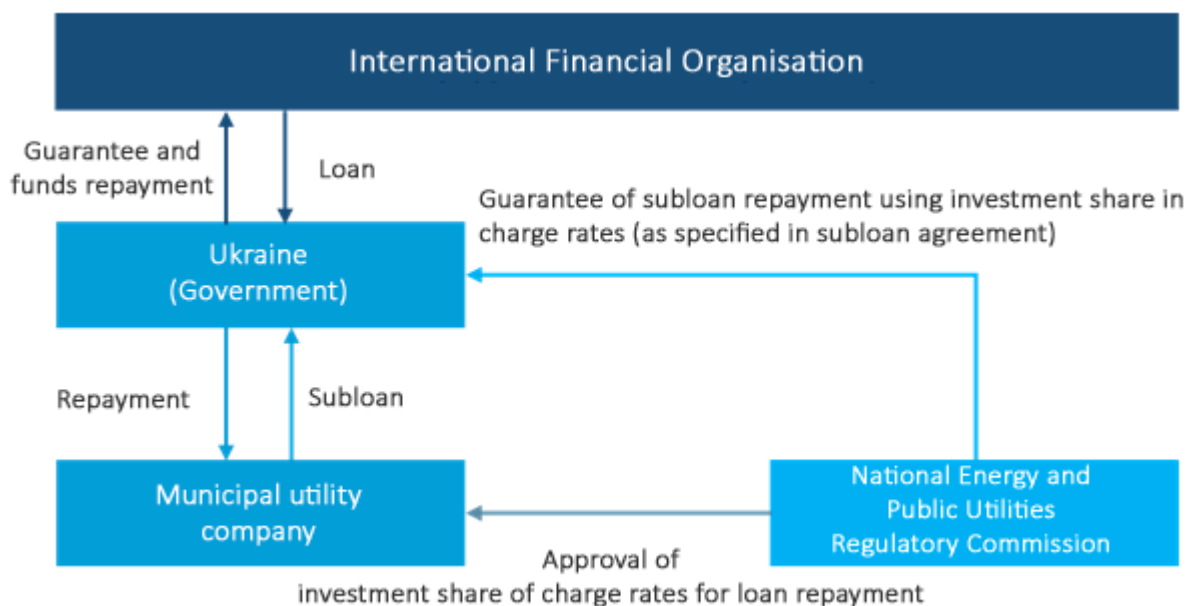 International Financial Organisation
Guarantee and
funds repayment
Loan
Guarantee of subloan repayment using investment share in
charge rates (as specified in subloan agreement)
Ukraine
(Government)
Repayment
Subloan
Municipal utility
company
National Energy and
Public Utilities
Regulatory Commission
Approval of
investment share of charge rates for loan repayment